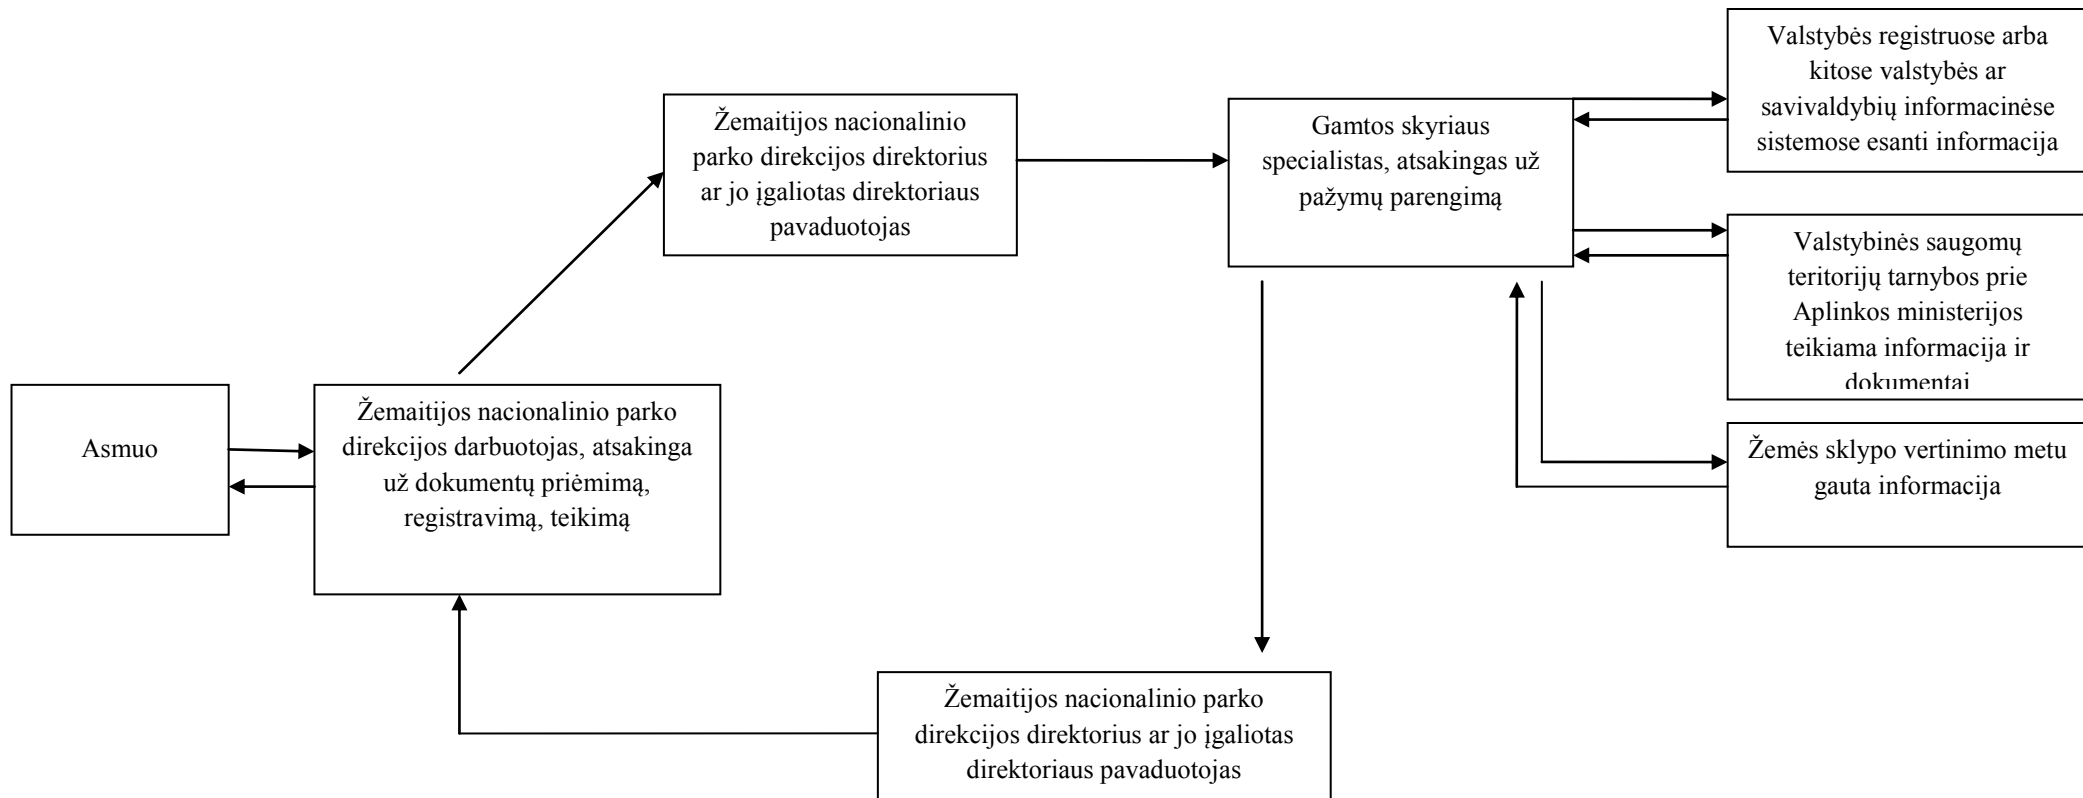 Valstybės registruose arba
kitose valstybės ar
savivaldybių informacinėse
sistemose esanti informacija
Žemaitijos nacionalinio
parko direkcijos direktorius
ar jo įgaliotas direktoriaus
pavaduotojas
Gamtos skyriaus
specialistas, atsakingas už
pažymų parengimą
Valstybinės saugomų
teritorijų tarnybos prie
Aplinkos ministerijos
teikiama informacija ir
dokumentai
Asmuo
Žemaitijos nacionalinio parko
direkcijos darbuotojas, atsakinga
už dokumentų priėmimą,
registravimą, teikimą
Žemės sklypo vertinimo metu
gauta informacija
Žemaitijos nacionalinio parko
direkcijos direktorius ar jo įgaliotas
direktoriaus pavaduotojas